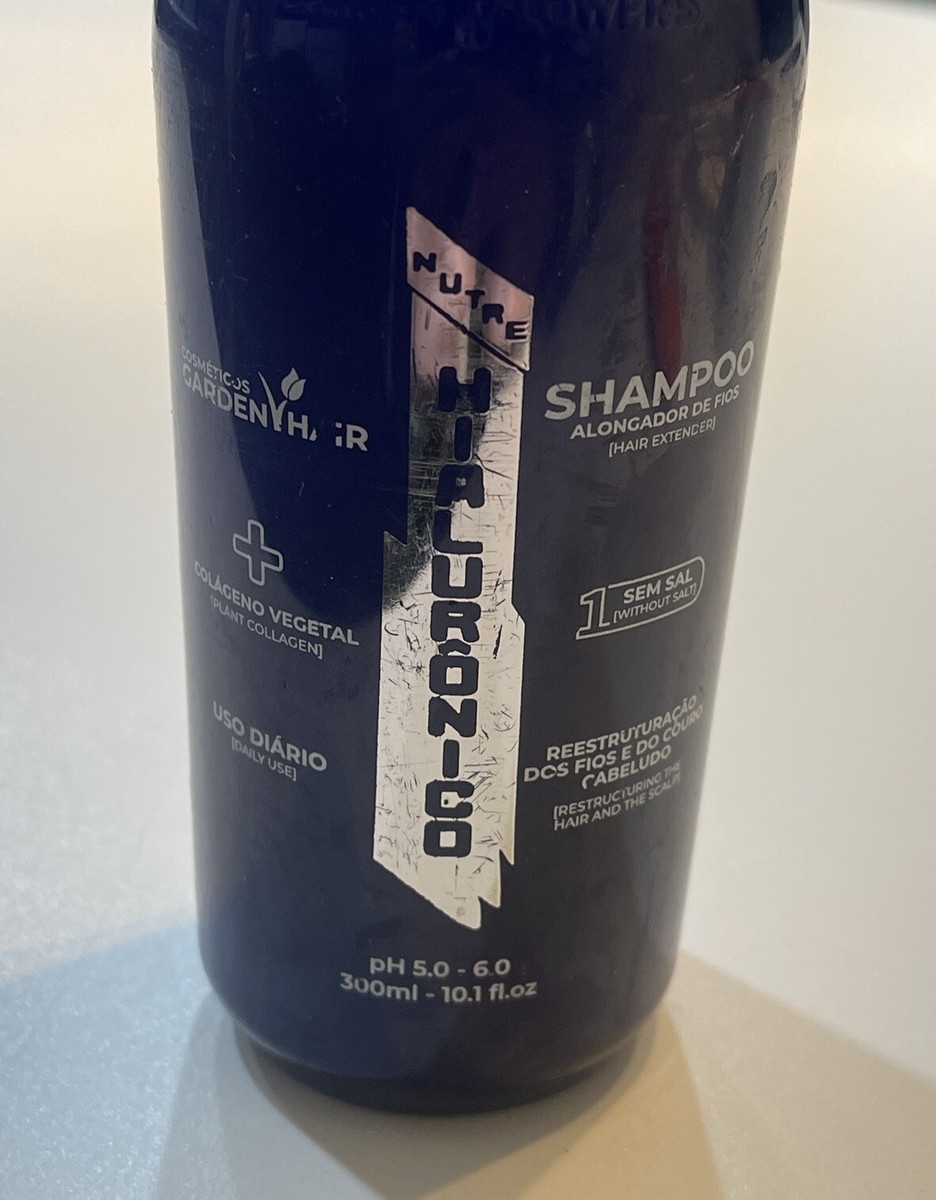 FLOWERS
NUTRE
HIALURÔNICO
COSMÉTICOS
GARDEN HAIR
COLÁGENO VEGETAL
[PLANT COLLAGEN]
USO DIÁRIO
[DAILY USE]
SHAMPOO
ALONGADOR DE FIOS
[HAIR EXTENDER]
1 SEM SAL
[WITHOUT SALT]
REESTRUTURAÇÃO
DOS FIOS E DO COURO
CABELUDO
[RESTRUCTURING THE
HAIR AND THE SCALP]
pH 5.0 - 6.0
300ml - 10.1 fl.oz